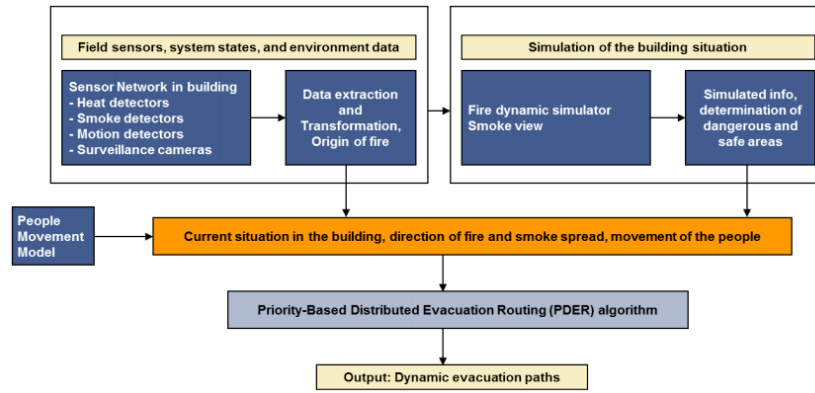 Field sensors, system states, and environment data
Sensor Network in building
- Heat detectors
- Smoke detectors
- Motion detectors
- Surveillance cameras
Data extraction
and
Transformation,
Origin of fire
Simulation of the building situation
Fire dynamic simulator
Smoke view
Simulated info,
determination of
dangerous and
safe areas
People
Movement
Model
Current situation in the building, direction of fire and smoke spread, movement of the people
Priority-Based Distributed Evacuation Routing (PDER) algorithm
Output: Dynamic evacuation paths